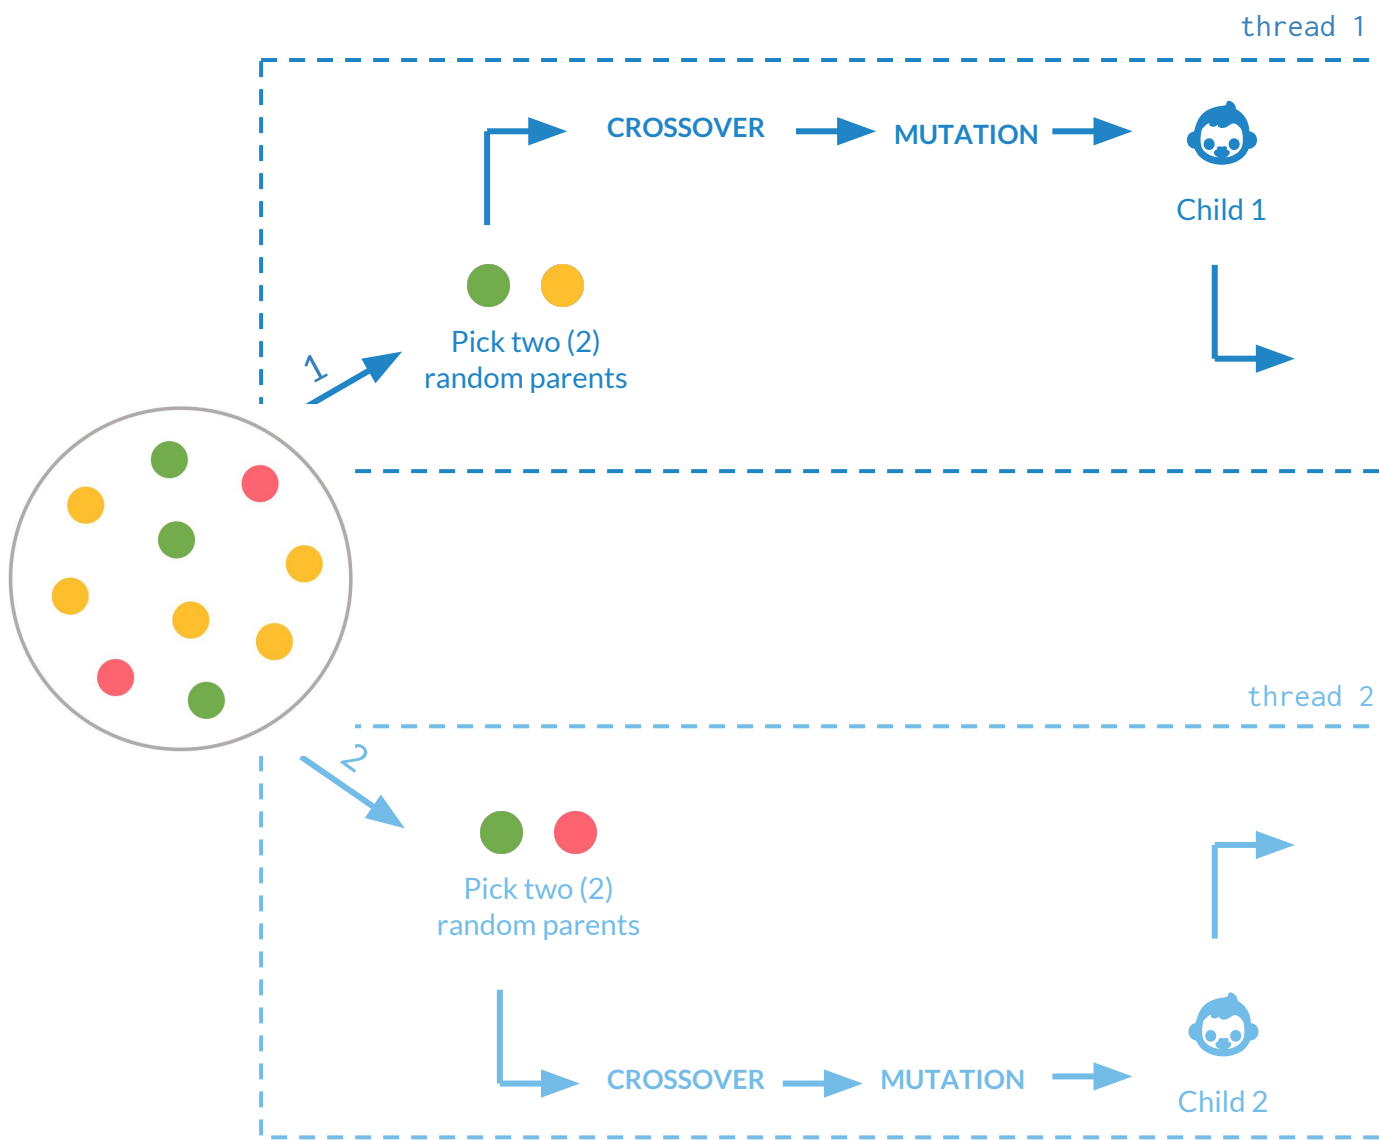 thread 1
CROSSOVER
MUTATION
Child 1
Pick two (2)
random parents
1
thread 2
2
Pick two (2)
random parents
CROSSOVER
MUTATION
Child 2